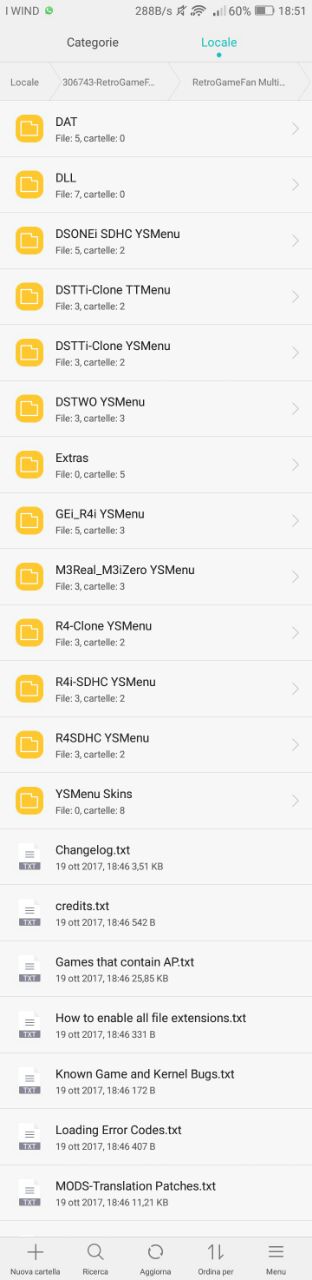 I WIND 288B/s 60% 18:51
Categorie Locale
Locale 306743-RetroGameF... RetroGameFan Multi...
DAT
File: 5, cartelle: 0
DLL
File: 7, cartelle: 0
DSONEi SDHC YSMenu
File: 5, cartelle: 2
DSTTi-Clone TTMenu
File: 3, cartelle: 2
DSTTi-Clone YSMenu
File: 3, cartelle: 2
DSTWO YSMenu
File: 3, cartelle: 3
Extras
File: 0, cartelle: 5
GEi_R4i YSMenu
File: 5, cartelle: 3
M3Real_M3iZero YSMenu
File: 3, cartelle: 3
R4-Clone YSMenu
File: 3, cartelle: 2
R4i-SDHC YSMenu
File: 3, cartelle: 2
R4SDHC YSMenu
File: 3, cartelle: 2
YSMenu Skins
File: 0, cartelle: 8
TXT Changelog.txt
19 ott 2017, 18:46 3,51 KB
TXT credits.txt
19 ott 2017, 18:46 542 B
TXT Games that contain AP.txt
19 ott 2017, 18:46 25,85 KB
TXT How to enable all file extensions.txt
19 ott 2017, 18:46 331 B
TXT Known Game and Kernel Bugs.txt
19 ott 2017, 18:46 172 B
TXT Loading Error Codes.txt
19 ott 2017, 18:46 407 B
TXT MODS-Translation Patches.txt
19 ott 2017, 18:46 11,21 KB
Nuova cartella Ricerca Aggiorna Ordina per Menu